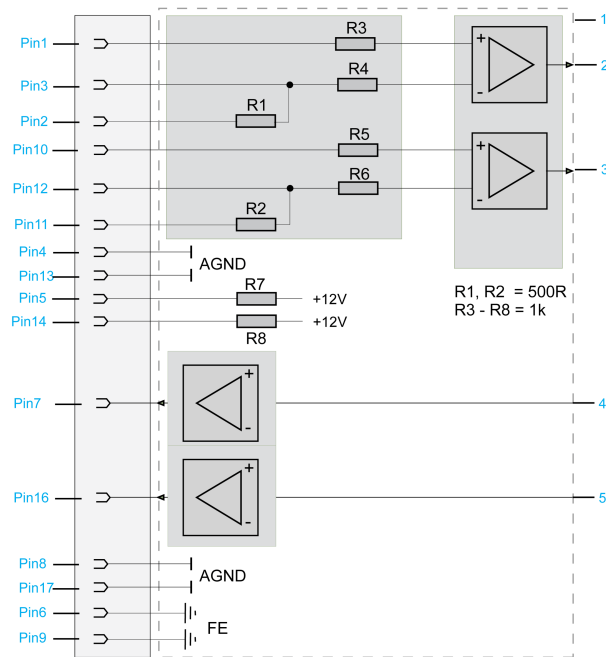 R3
1
Pin1
+
2
R4
Pin3
-
R1
Pin2
R5
Pin10
+
3
R6
Pin12
-
R2
Pin11
Pin4
AGND
Pin13
R7
Pin5
+12V
R1, R2 = 500R
R3 - R8 = 1k
Pin14
+12V
R8
+
Pin7
4
-
+
Pin16
5
-
Pin8
AGND
Pin17
Pin6
FE
Pin9